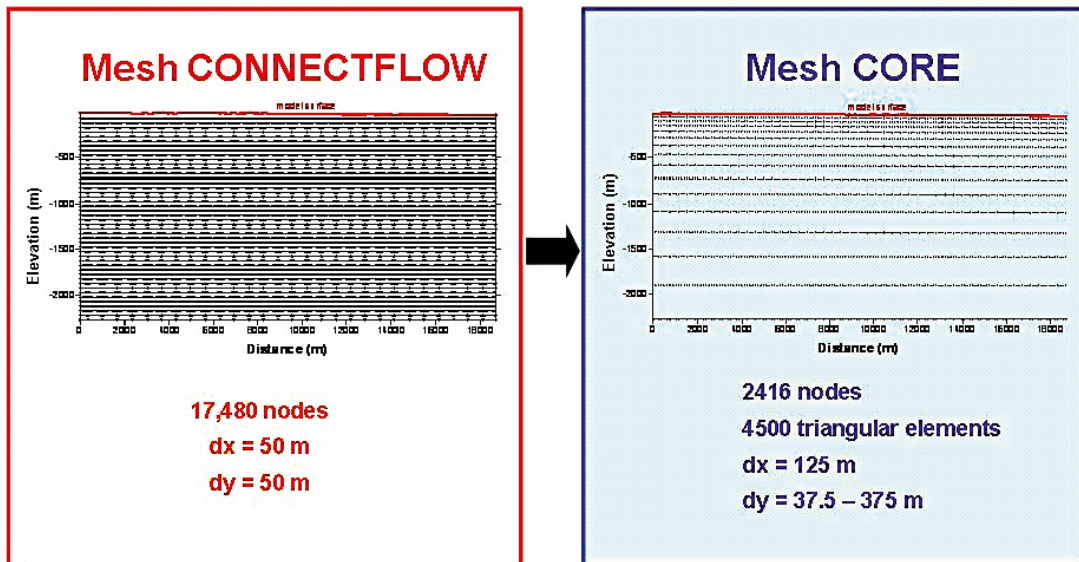 Mesh CONNECTFLOW
model surface
-500
-1000
-1500
-2000
Elevation (m)
0
2000
4000
6000
8000
10000
12000
14000
16000
18000
Distance (m)
17,480 nodes
dx = 50 m
dy = 50 m
Mesh CORE
model surface
-500
-1000
-1500
-2000
Elevation (m)
0
2000
4000
6000
8000
10000
12000
14000
16000
18000
Distance (m)
2416 nodes
4500 triangular elements
dx = 125 m
dy = 37.5 – 375 m